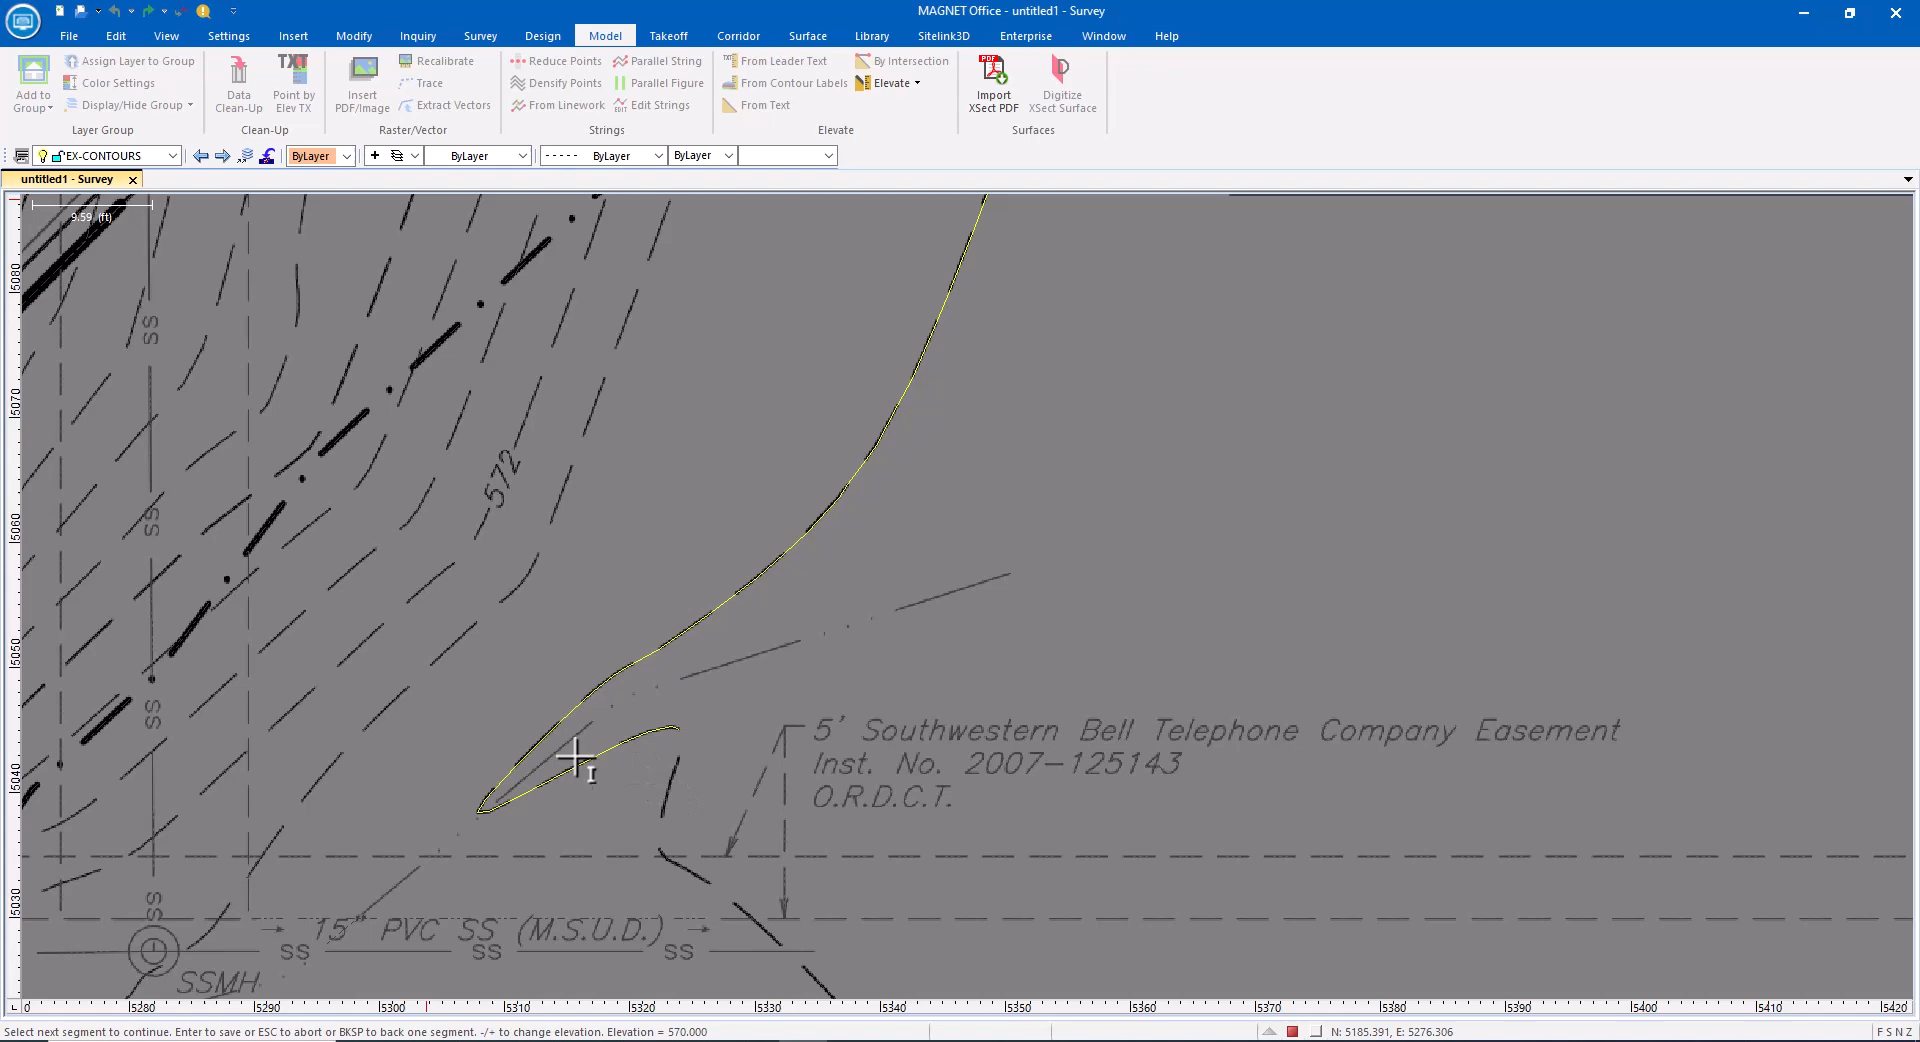 MAGNET Office - untitled1 - Survey
File Edit View Settings Insert Modify Inquiry Survey Design Model Takeoff Corridor Surface Library Sitelink3D Enterprise Window Help
Add to Group
Assign Layer to Group
Color Settings
Display/Hide Group
Layer Group
Data Clean-Up
TXT
Point by Elev TX
Clean-Up
Insert PDF/Image
Recalibrate
Trace
Extract Vectors
Raster/Vector
Reduce Points
Densify Points
From Linework
Parallel String
Parallel Figure
Edit Strings
Strings
From Leader Text
From Contour Labels
From Text
By Intersection
Elevate
Elevate
PDF
Import XSect PDF
Digitize XSect Surface
Surfaces
EX-CONTOURS ByLayer ByLayer ByLayer ByLayer
untitled1 - Survey
9.59 (ft)
5080
5070
5060
5050
5040
5030
SS
SS
SS
SS
572
5' Southwestern Bell Telephone Company Easement
Inst. No. 2007-125143
O.R.D.C.T.
15" PVC SS (M.S.U.D.)
SS SS SS
SSMH
0 5280 5290 5300 5310 5320 5330 5340 5350 5360 5370 5380 5390 5400 5410 5420
Select next segment to continue. Enter to save or ESC to abort or BKSP to back one segment. -/+ to change elevation. Elevation = 570.000
N: 5185.391, E: 5276.306
F S N Z